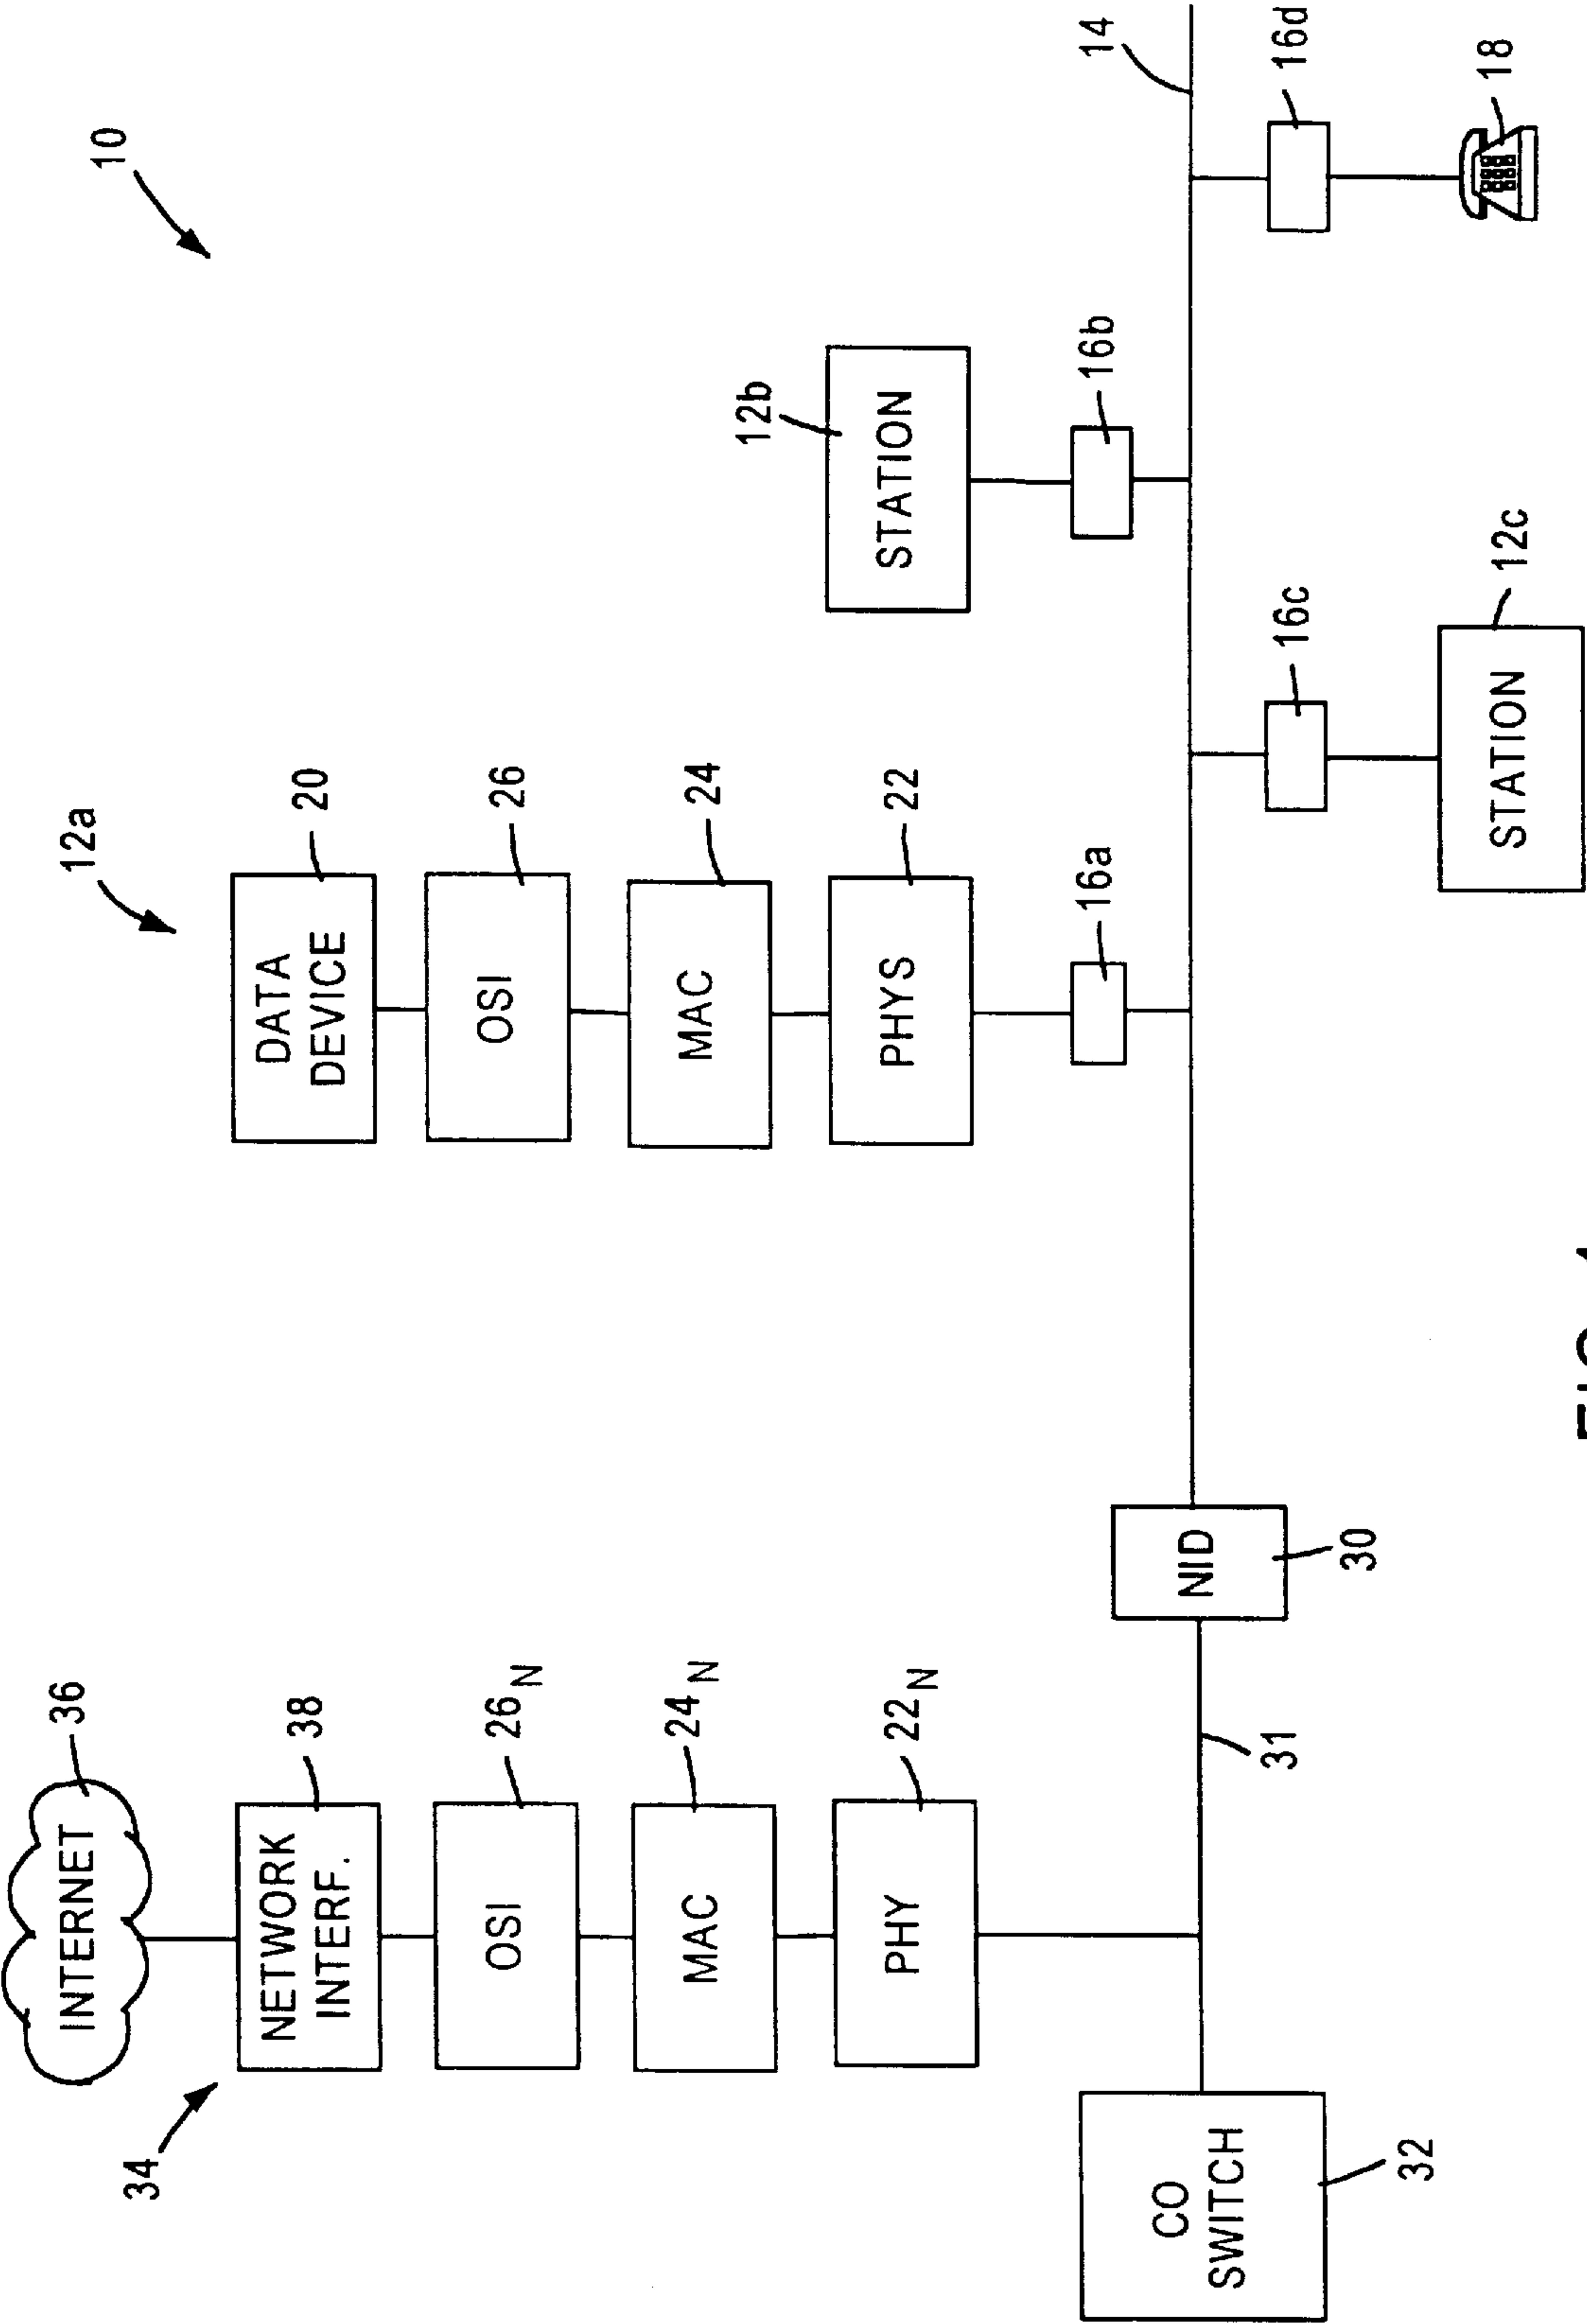 10
12a
20
DATA
DEVICE
26
OSI
24
MAC
22
PHYS
16a
12b
STATION
16b
14
16d
18
16c
12c
STATION
36
INTERNET
34
38
NETWORK
INTERF.
26N
OSI
24N
MAC
22N
PHY
31
NID
30
CO
SWITCH
32